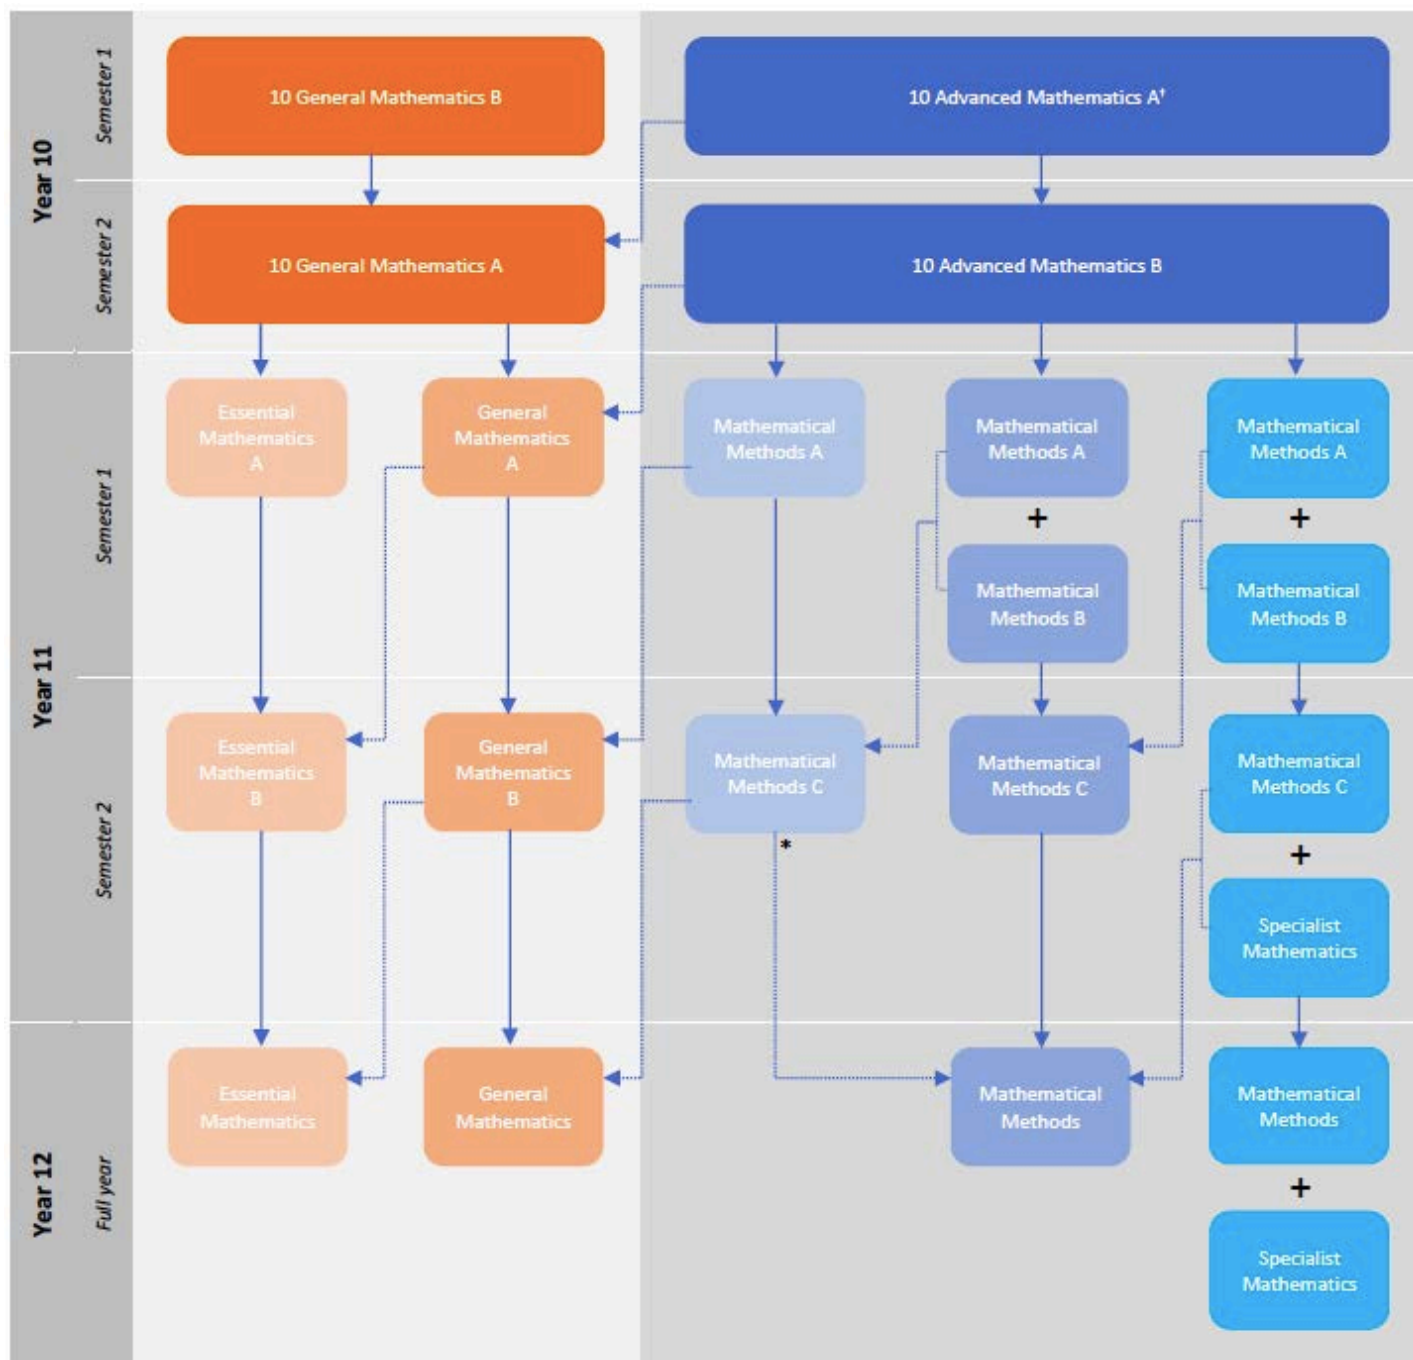 Year 10
Semester 1
10 General Mathematics B
10 Advanced Mathematics A†
Semester 2
10 General Mathematics A
10 Advanced Mathematics B
Year 11
Semester 1
Essential
Mathematics
A
General
Mathematics
A
Mathematical
Methods A
Mathematical
Methods A
+
Mathematical
Methods B
Mathematical
Methods A
+
Mathematical
Methods B
Semester 2
Essential
Mathematics
B
General
Mathematics
B
Mathematical
Methods C
*
Mathematical
Methods C
Mathematical
Methods C
+
Specialist
Mathematics
Year 12
Full year
Essential
Mathematics
General
Mathematics
Mathematical
Methods
Mathematical
Methods
+
Specialist
Mathematics